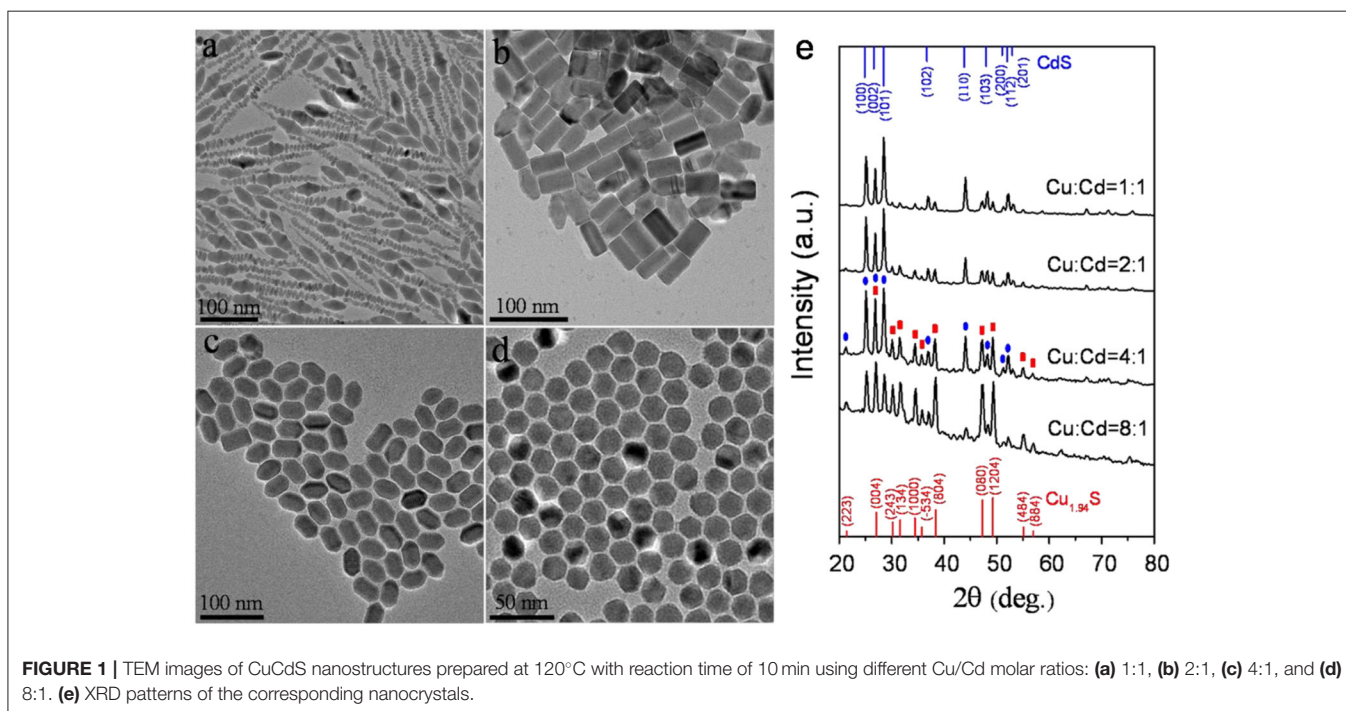 a
100 nm
b
100 nm
c
100 nm
d
50 nm
e
CdS
(100)
(002)
(101)
(102)
(110)
(103)
(200)
(112)
(201)
Cu:Cd=1:1
Cu:Cd=2:1
Cu:Cd=4:1
Cu:Cd=8:1
Intensity (a.u.)
(223)
(004)
(243)
(134)
(1000)
(-534)
(804)
(080)
(1204)
(484)
(884)
Cu1.94S
20 30 40 50 60 70 80
2θ (deg.)
FIGURE 1 | TEM images of CuCdS nanostructures prepared at 120°C with reaction time of 10 min using different Cu/Cd molar ratios: (a) 1:1, (b) 2:1, (c) 4:1, and (d)
8:1. (e) XRD patterns of the corresponding nanocrystals.